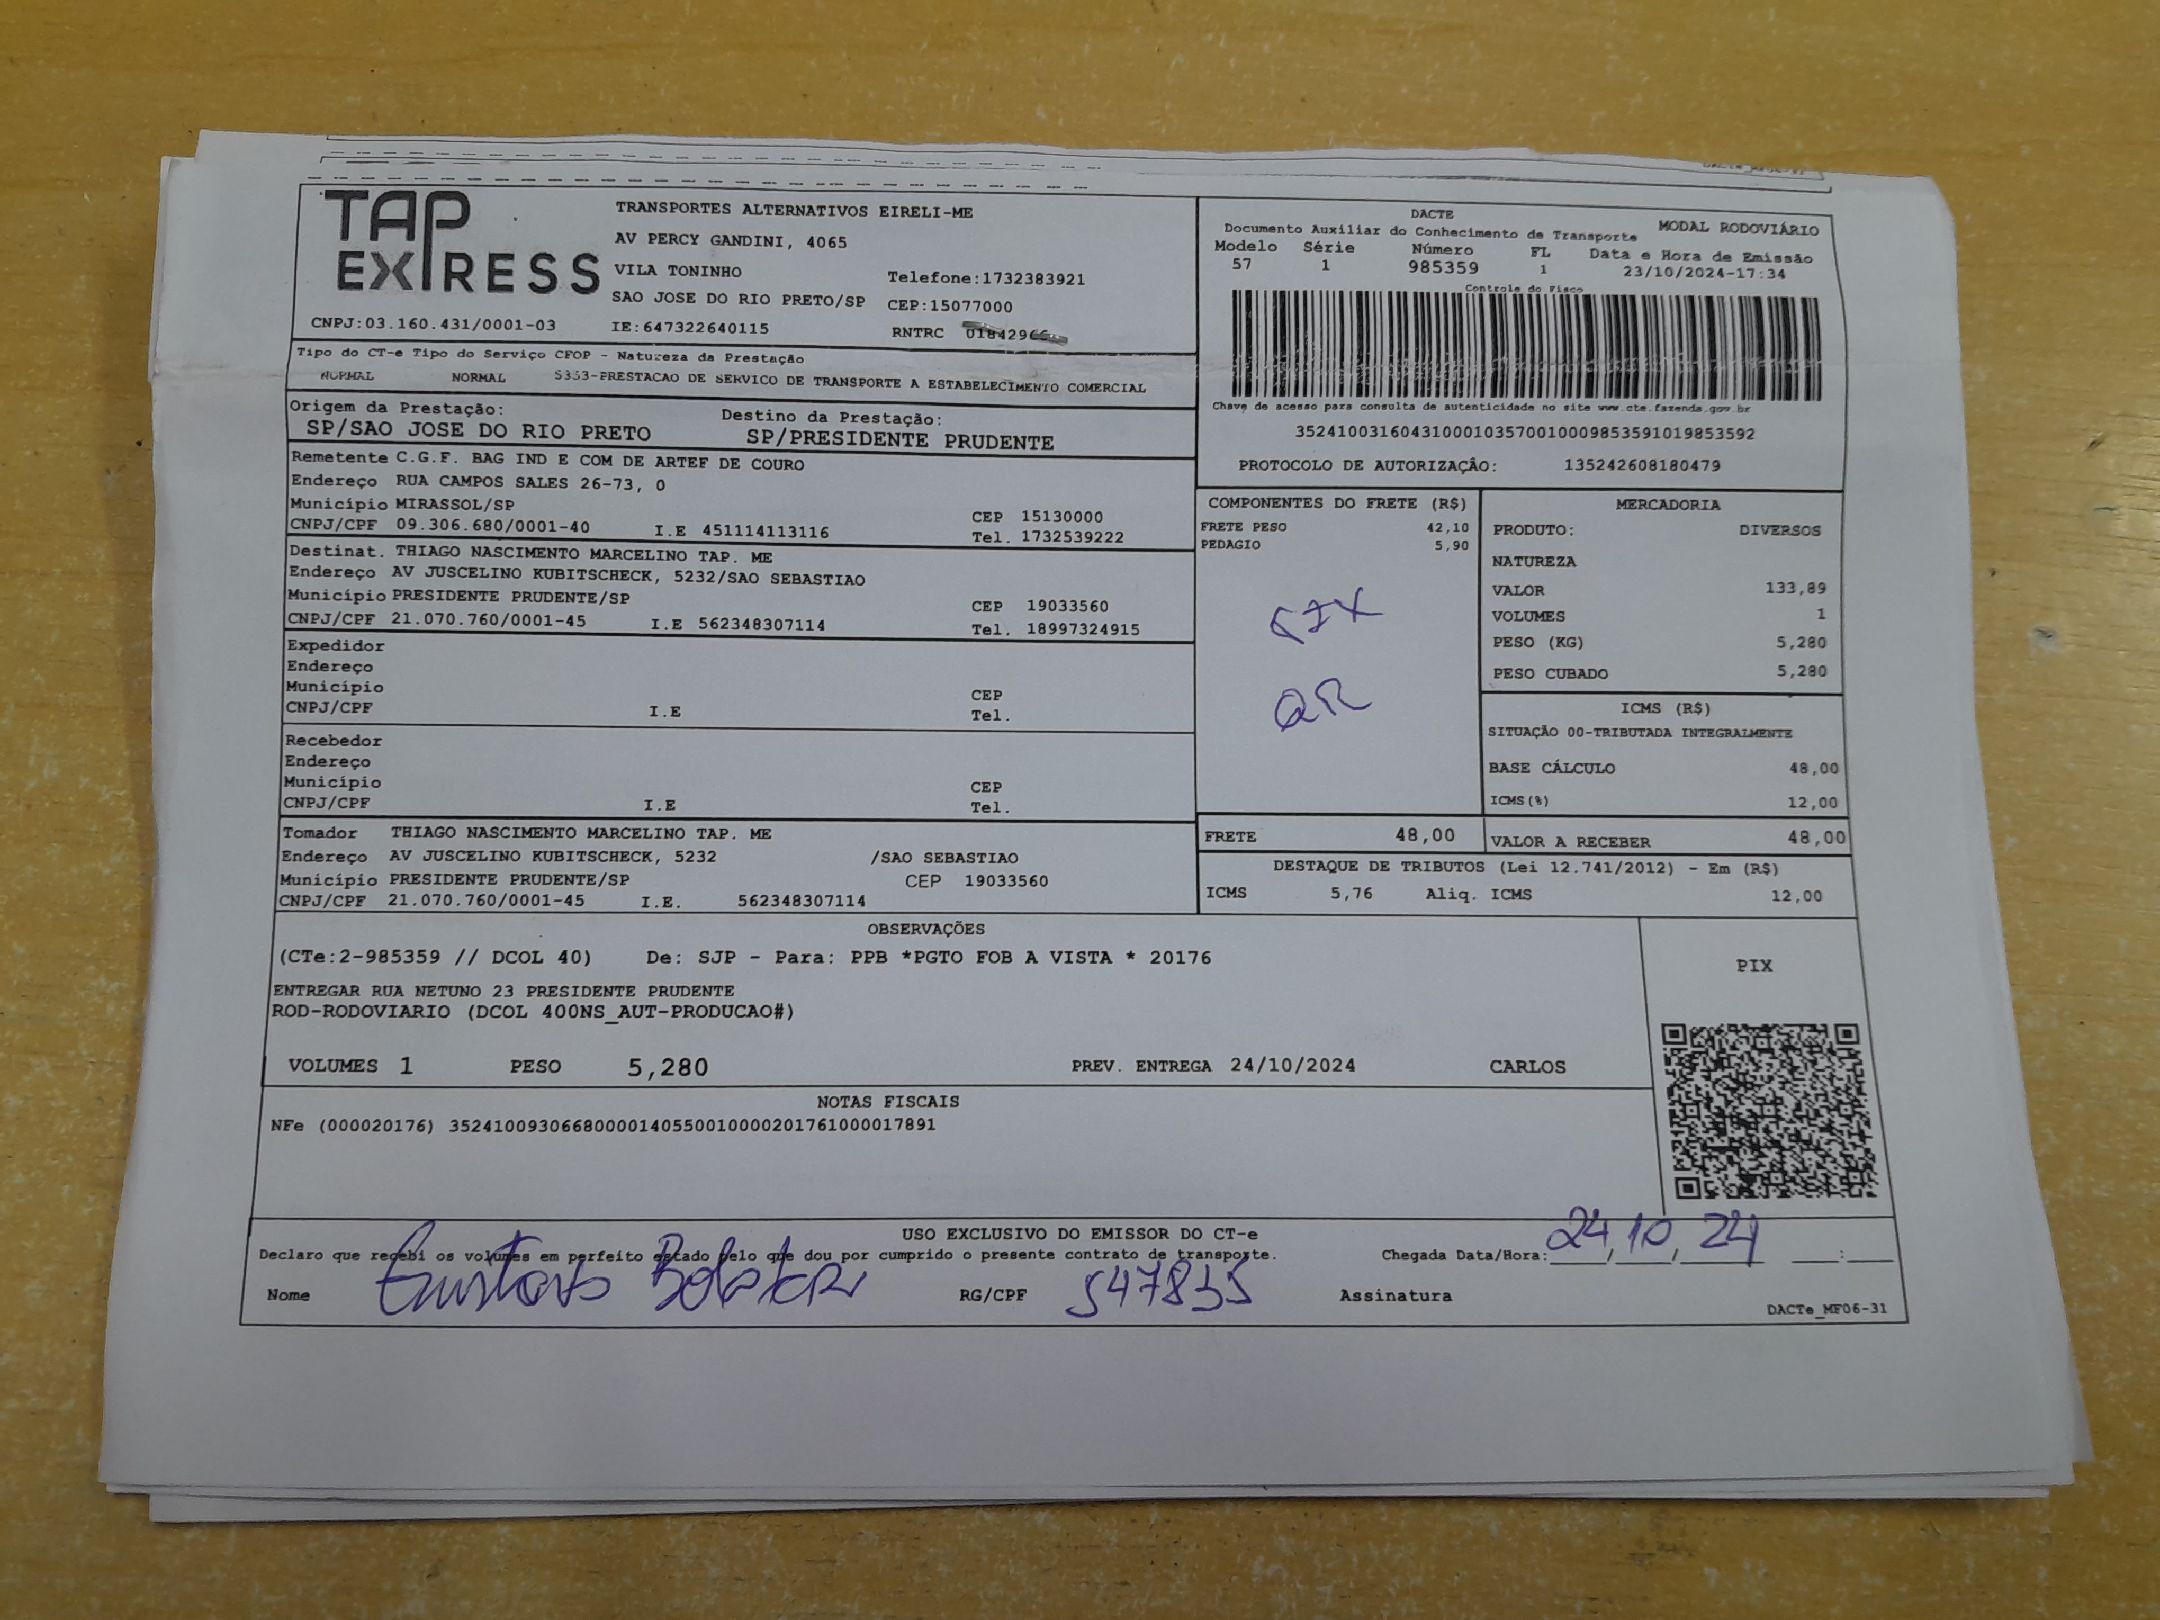 TAP
EXPRESS
TRANSPORTES ALTERNATIVOS EIRELI-ME
AV PERCY GANDINI, 4065
VILA TONINHO
Telefone:1732383921
SAO JOSE DO RIO PRETO/SP CEP:15077000
CNPJ:03.160.431/0001-03 IE:647322640115 RNTRC
DACTE
Documento Auxiliar do Conhecimento de Transporte MODAL RODOVIÁRIO
Modelo Série Número FL Data e Hora de Emissão
57 1 985359 1 23/10/2024-17:34
Controle do Fisco
Chave de acesso para consulta de autenticidade no site www.cte.fazenda.gov.br
35241003160431000103570010009853591019853592
PROTOCOLO DE AUTORIZAÇÃO: 135242608180479
Tipo do CT-e Tipo do Serviço CFOP - Natureza da Prestação
NORMAL NORMAL 5353-PRESTACAO DE SERVICO DE TRANSPORTE A ESTABELECIMENTO COMERCIAL
Origem da Prestação: Destino da Prestação:
SP/SAO JOSE DO RIO PRETO SP/PRESIDENTE PRUDENTE
Remetente C.G.F. BAG IND E COM DE ARTEF DE COURO
Endereço RUA CAMPOS SALES 26-73, 0
Município MIRASSOL/SP CEP 15130000
CNPJ/CPF 09.306.680/0001-40 I.E 451114113116 Tel. 1732539222
Destinat. THIAGO NASCIMENTO MARCELINO TAP. ME
Endereço AV JUSCELINO KUBITSCHECK, 5232/SAO SEBASTIAO
Município PRESIDENTE PRUDENTE/SP CEP 19033560
CNPJ/CPF 21.070.760/0001-45 I.E 562348307114 Tel. 18997324915
Expedidor
Endereço
Município CEP
CNPJ/CPF I.E Tel.
Recebedor
Endereço
Município CEP
CNPJ/CPF I.E Tel.
Tomador THIAGO NASCIMENTO MARCELINO TAP. ME
Endereço AV JUSCELINO KUBITSCHECK, 5232 /SAO SEBASTIAO
Município PRESIDENTE PRUDENTE/SP CEP 19033560
CNPJ/CPF 21.070.760/0001-45 I.E. 562348307114
COMPONENTES DO FRETE (R$)
FRETE PESO 42,10
PEDAGIO 5,90
PIX
QR
MERCADORIA
PRODUTO: DIVERSOS
NATUREZA
VALOR 133,89
VOLUMES 1
PESO (KG) 5,280
PESO CUBADO 5,280
ICMS (R$)
SITUAÇÃO 00-TRIBUTADA INTEGRALMENTE
BASE CÁLCULO 48,00
ICMS(%) 12,00
FRETE 48,00 VALOR A RECEBER 48,00
DESTAQUE DE TRIBUTOS (Lei 12.741/2012) - Em (R$)
ICMS 5,76 Aliq. ICMS 12,00
OBSERVAÇÕES
(CTe:2-985359 // DCOL 40) De: SJP - Para: PPB *PGTO FOB A VISTA * 20176
ENTREGAR RUA NETUNO 23 PRESIDENTE PRUDENTE
ROD-RODOVIARIO (DCOL 400NS_AUT-PRODUCAO#)
VOLUMES 1 PESO 5,280 PREV. ENTREGA 24/10/2024 CARLOS
PIX
NOTAS FISCAIS
NFe (000020176) 35241009306680000140550010000201761000017891
USO EXCLUSIVO DO EMISSOR DO CT-e
Declaro que recebi os volumes em perfeito estado pelo que dou por cumprido o presente contrato de transporte. Chegada Data/Hora: 24/10/24 :
Nome Gustavo RG/CPF 547835 Assinatura
DACTe_MF06-31